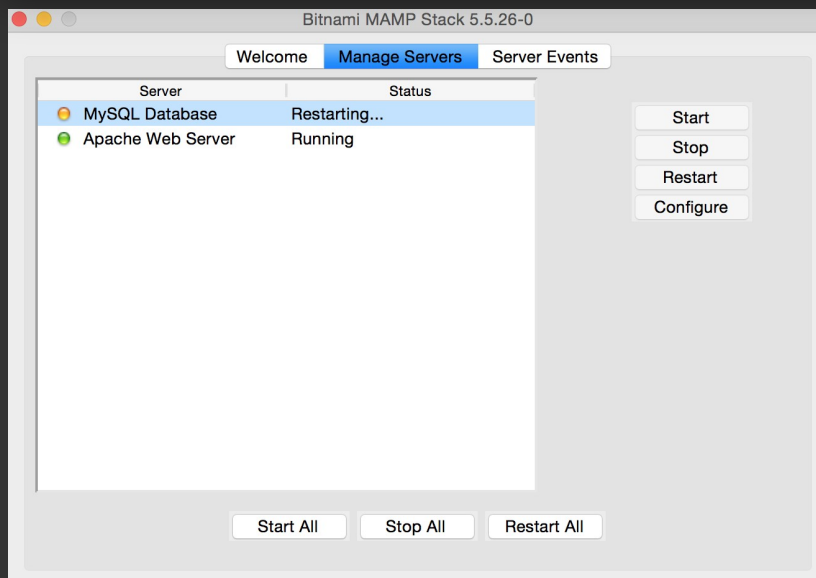 Bitnami MAMP Stack 5.5.26-0
Welcome Manage Servers Server Events
Server Status
MySQL Database Restarting...
Apache Web Server Running
Start
Stop
Restart
Configure
Start All Stop All Restart All